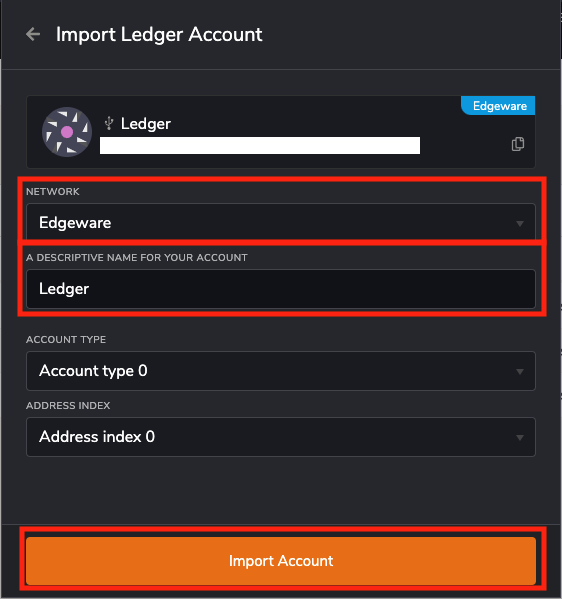 Import Ledger Account
Edgeware
Ledger
NETWORK
Edgeware
A DESCRIPTIVE NAME FOR YOUR ACCOUNT
Ledger
ACCOUNT TYPE
Account type 0
ADDRESS INDEX
Address index 0
Import Account